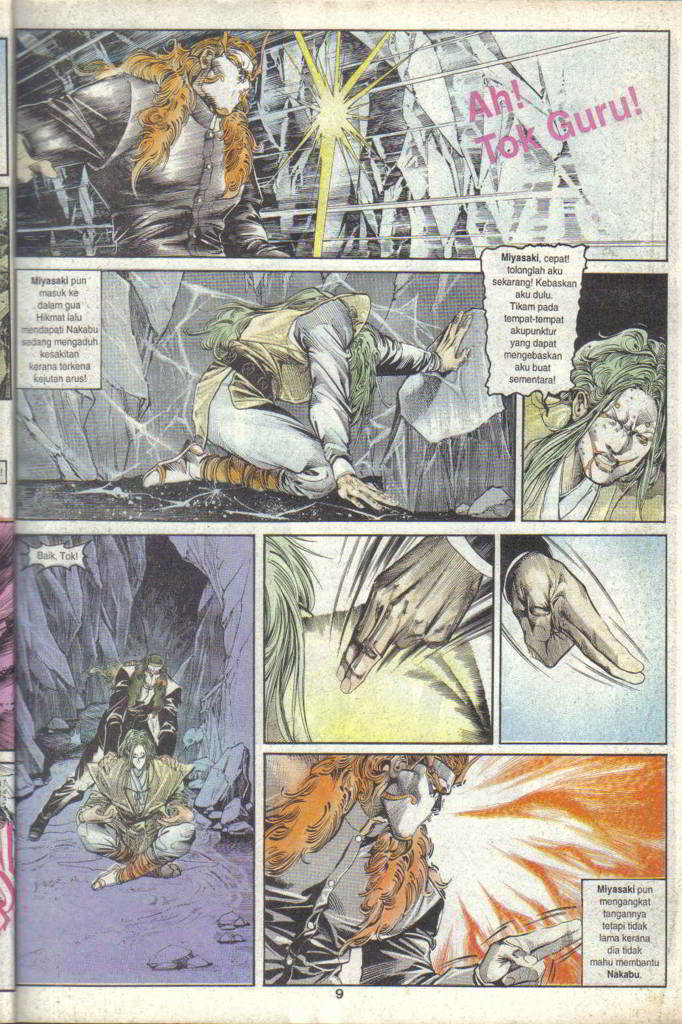 Ah!
Tok Guru!
Miyasaki, cepat!
tolonglah aku
sekarang! Kebaskan
aku dulu.
Tikam pada
tempat-tempat
akupunktur
yang dapat
mengebaskan
aku buat
sementara!
Miyasaki pun
masuk ke
dalam gua
Hikmat lalu
mendapati Nakabu
sedang mengaduh
kesakitan
kerana terkena
kejutan arus!
Baik, Tok!
Miyasaki pun
mengangkat
tangannya
tetapi tidak
lama kerana
dia tidak
mahu membantu
Nakabu.
9